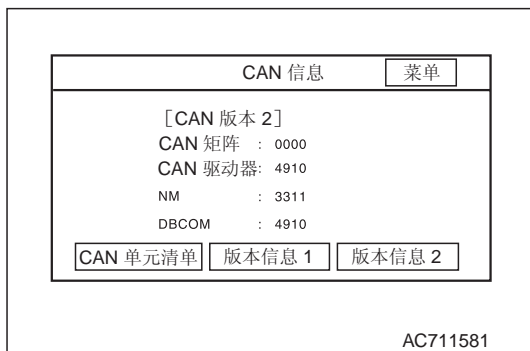 CAN 信息 菜单
［CAN 版本 2］
CAN 矩阵 : 0000
CAN 驱动器: 4910
NM : 3311
DBCOM : 4910
CAN 单元清单 版本信息 1 版本信息 2
AC711581